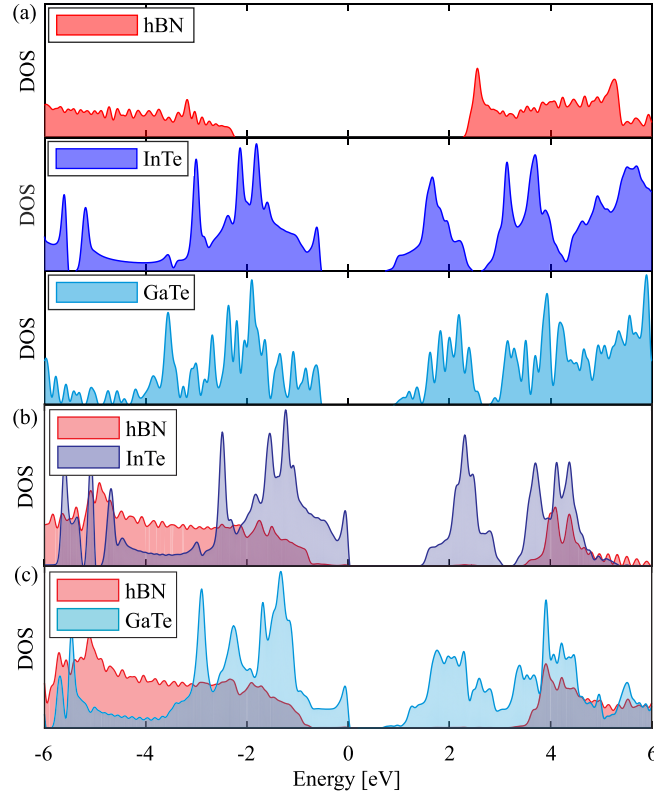 (a)
hBN
DOS
InTe
DOS
GaTe
DOS
(b)
hBN
InTe
DOS
(c)
hBN
GaTe
DOS
-6 -4 -2 0 2 4 6
Energy [eV]